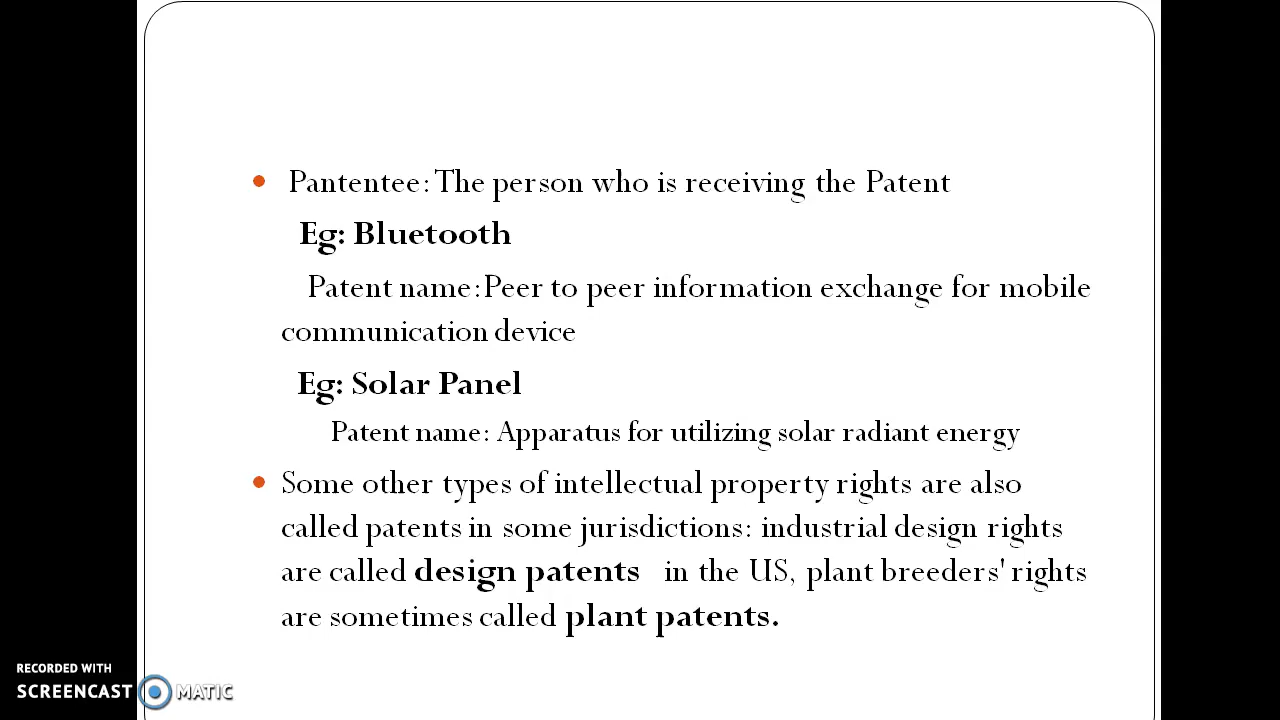 Pantentee: The person who is receiving the Patent
Eg: Bluetooth
Patent name: Peer to peer information exchange for mobile
communication device
Eg: Solar Panel
Patent name: Apparatus for utilizing solar radiant energy
Some other types of intellectual property rights are also
called patents in some jurisdictions: industrial design rights
are called design patents in the US, plant breeders' rights
are sometimes called plant patents.
RECORDED WITH
SCREENCAST MATIC